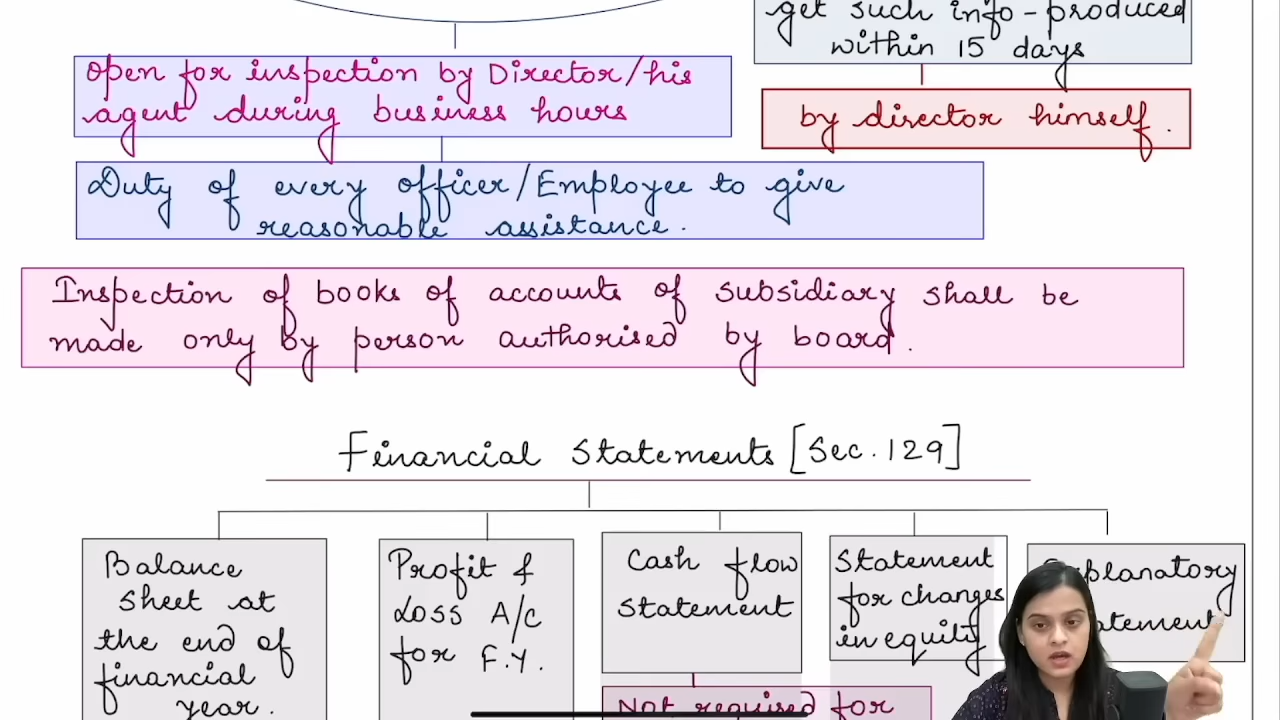 get such info - produced
within 15 days
by director himself.
Open for inspection by Director/his
agent during business hours
Duty of every officer/Employee to give
reasonable assistance.
Inspection of books of accounts of subsidiary shall be
made only by person authorised by board.
Financial Statements [Sec. 129]
Balance
Sheet at
the end of
financial
year.
Profit &
Loss A/c
for F.Y.
Cash flow
statement
Not required for
Statement
for changes
in equity